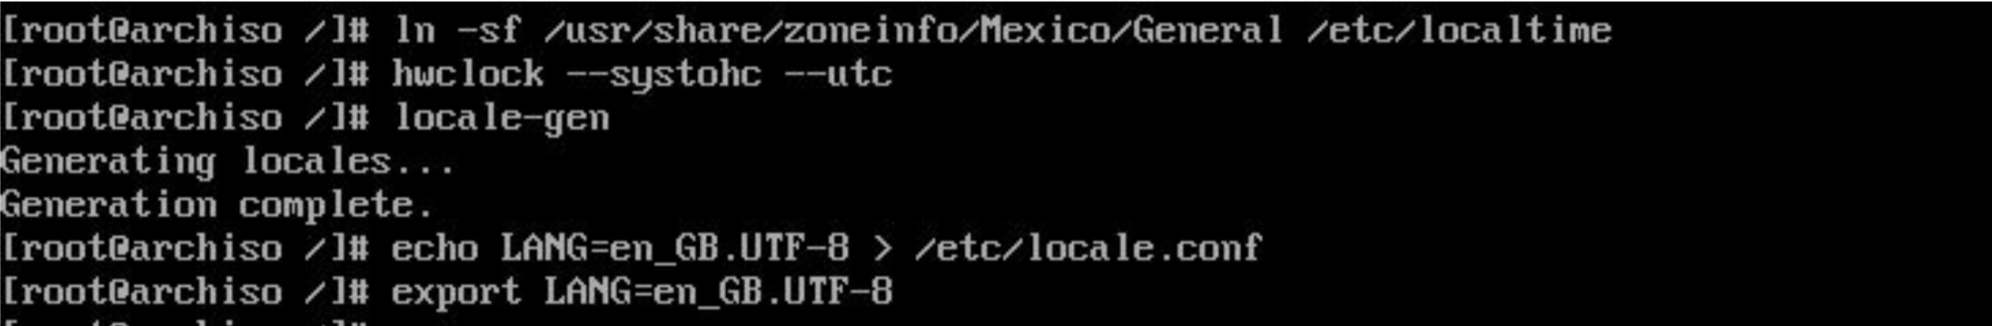 [root@archiso /]# ln -sf /usr/share/zoneinfo/Mexico/General /etc/localtime
[root@archiso /]# hwclock --systohc --utc
[root@archiso /]# locale-gen
Generating locales...
Generation complete.
[root@archiso /]# echo LANG=en_GB.UTF-8 > /etc/locale.conf
[root@archiso /]# export LANG=en_GB.UTF-8